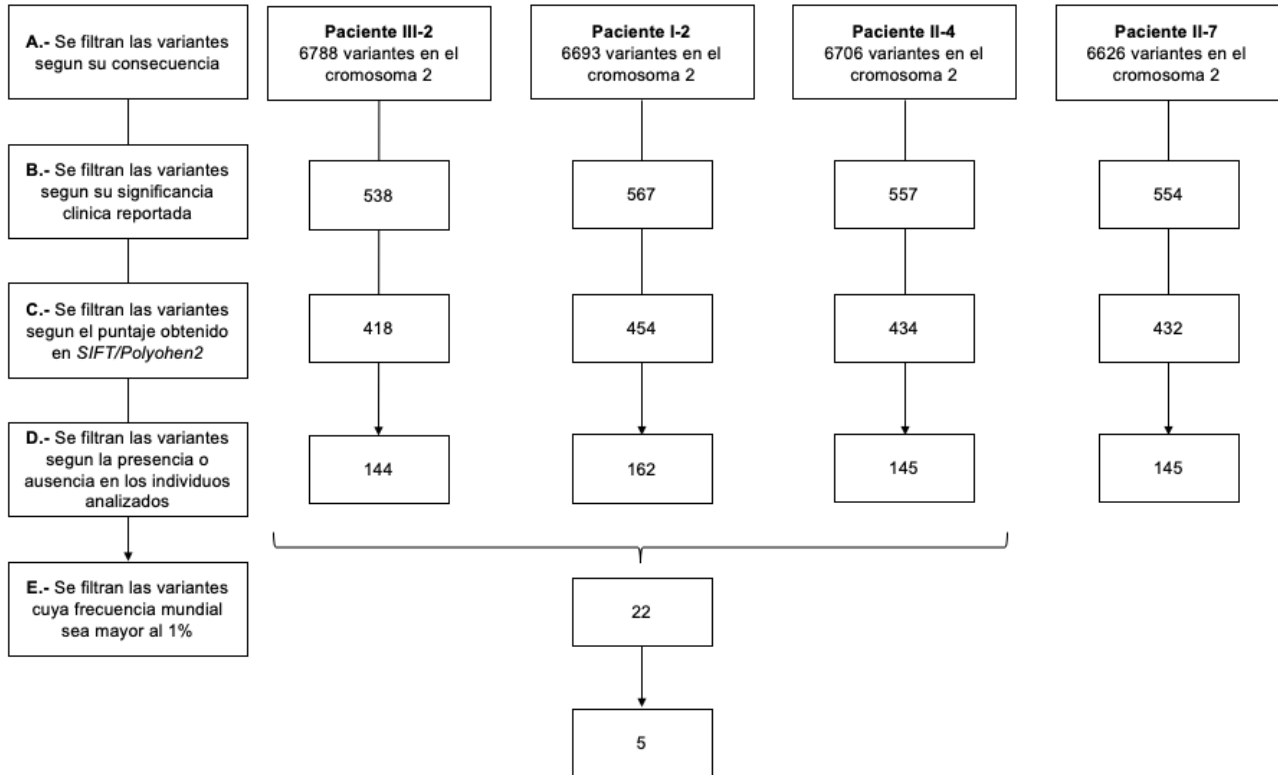 A.- Se filtran las variantes
segun su consecuencia
Paciente III-2
6788 variantes en el
cromosoma 2
Paciente I-2
6693 variantes en el
cromosoma 2
Paciente II-4
6706 variantes en el
cromosoma 2
Paciente II-7
6626 variantes en el
cromosoma 2
B.- Se filtran las variantes
segun su significancia
clinica reportada
538
567
557
554
C.- Se filtran las variantes
segun el puntaje obtenido
en SIFT/Polyohen2
418
454
434
432
D.- Se filtran las variantes
segun la presencia o
ausencia en los individuos
analizados
144
162
145
145
E.- Se filtran las variantes
cuya frecuencia mundial
sea mayor al 1%
22
5